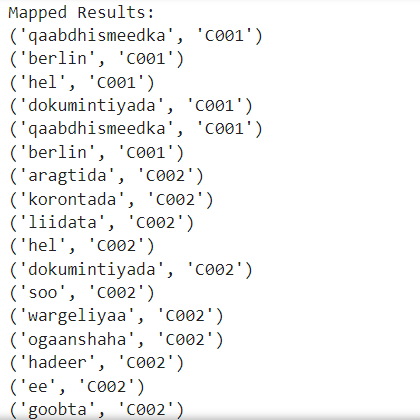 Mapped Results:
('qaabdhismeedka', 'C001')
('berlin', 'C001')
('hel', 'C001')
('dokumintiyada', 'C001')
('qaabdhismeedka', 'C001')
('berlin', 'C001')
('aragtida', 'C002')
('korontada', 'C002')
('liidata', 'C002')
('hel', 'C002')
('dokumintiyada', 'C002')
('soo', 'C002')
('wargeliyaa', 'C002')
('ogaanshaha', 'C002')
('hadeer', 'C002')
('ee', 'C002')
('goobta', 'C002')